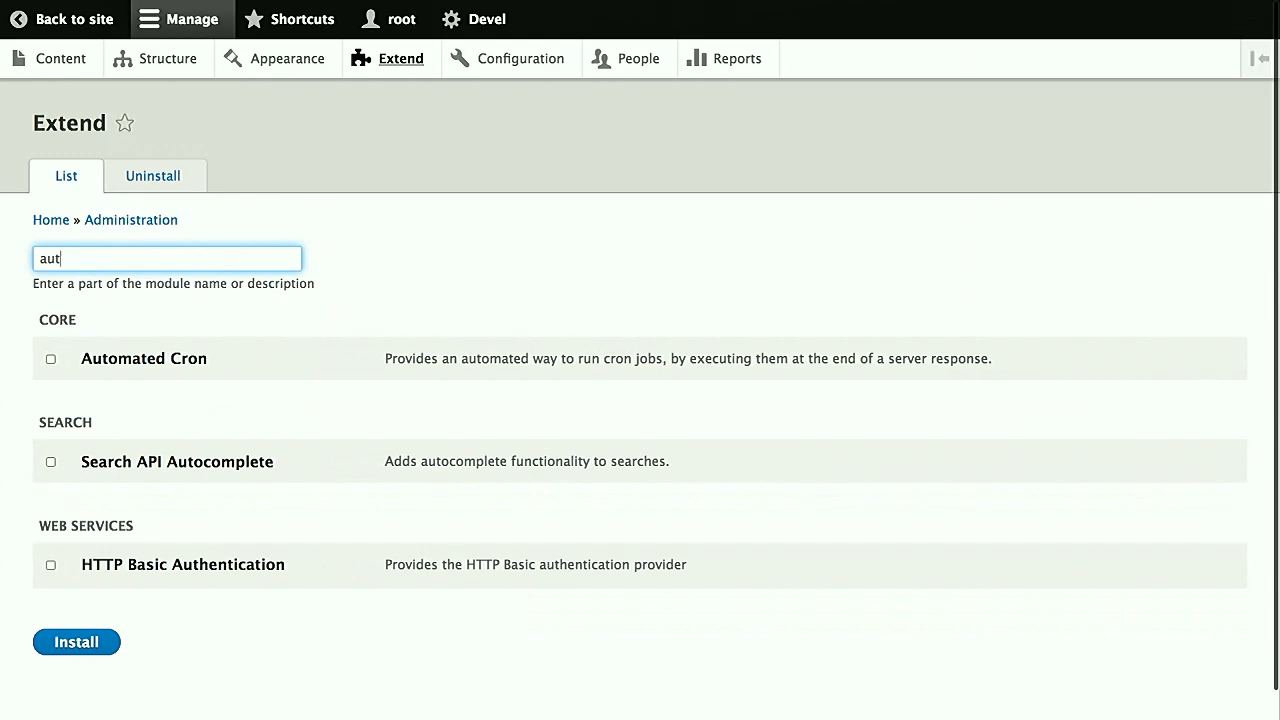 Back to site Manage Shortcuts root Devel
Content Structure Appearance Extend Configuration People Reports
Extend
List Uninstall
Home » Administration
aut
Enter a part of the module name or description
CORE
Automated Cron Provides an automated way to run cron jobs, by executing them at the end of a server response.
SEARCH
Search API Autocomplete Adds autocomplete functionality to searches.
WEB SERVICES
HTTP Basic Authentication Provides the HTTP Basic authentication provider
Install